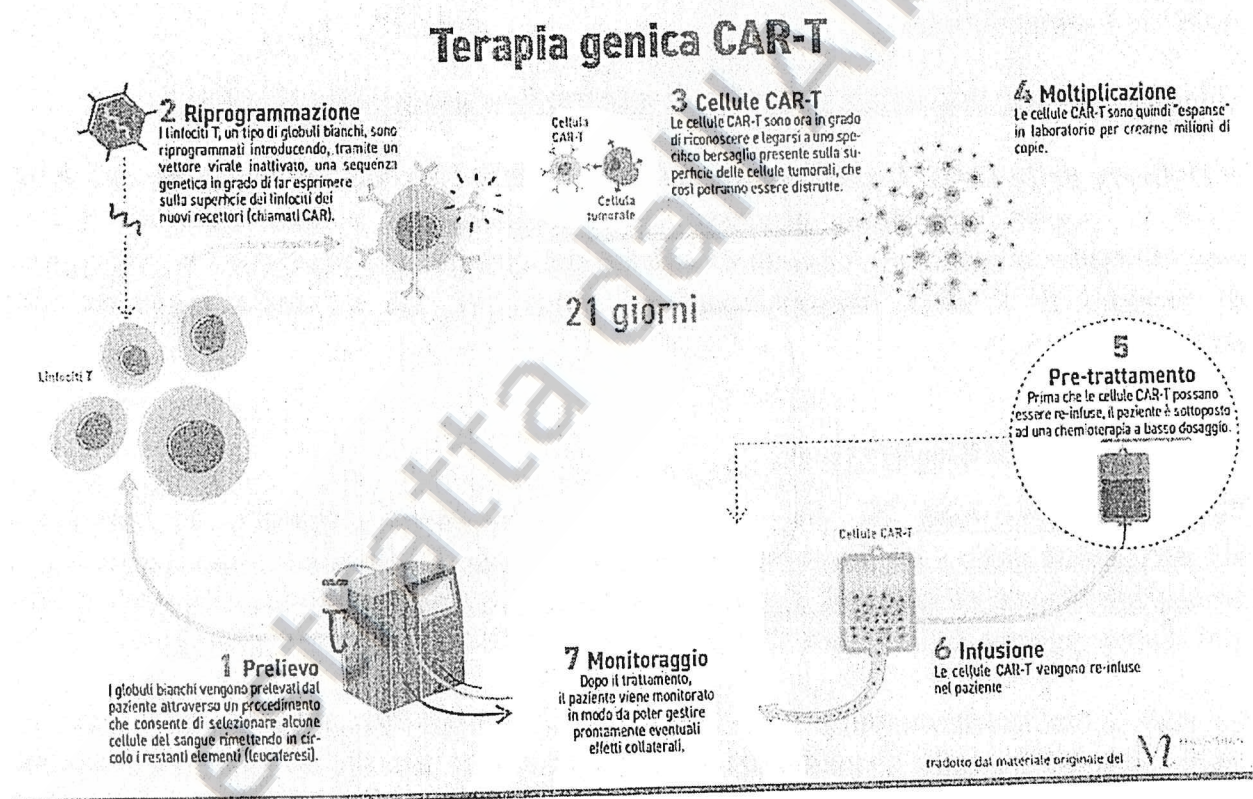 Terapia genica CAR-T
1 Prelievo
I globuli bianchi vengono prelevati dal
paziente attraverso un procedimento
che consente di selezionare alcune
cellule del sangue rimettendo in cir-
colo i restanti elementi (leucaferesi).
Linfociti T
2 Riprogrammazione
I linfociti T, un tipo di globuli bianchi, sono
riprogrammati introducendo, tramite un
vettore virale inattivato, una sequenza
genetica in grado di far esprimere
sulla superficie dei linfociti dei
nuovi recettori (chiamati CAR).
Cellula
CAR-T
Cellula
tumorale
3 Cellule CAR-T
Le cellule CAR-T sono ora in grado
di riconoscere e legarsi a uno spe-
cifico bersaglio presente sulla su-
perficie delle cellule tumorali, che
così potranno essere distrutte.
4 Moltiplicazione
Le cellule CAR-T sono quindi "espanse"
in laboratorio per crearne milioni di
copie.
21 giorni
5
Pre-trattamento
Prima che le cellule CAR-T possano
essere re-infuse, il paziente è sottoposto
ad una chemioterapia a basso dosaggio.
Cellule CAR-T
6 Infusione
Le cellule CAR-T vengono re-infuse
nel paziente
7 Monitoraggio
Dopo il trattamento,
il paziente viene monitorato
in modo da poter gestire
prontamente eventuali
effetti collaterali.
tradotto dal materiale originale del
estratta dall'A